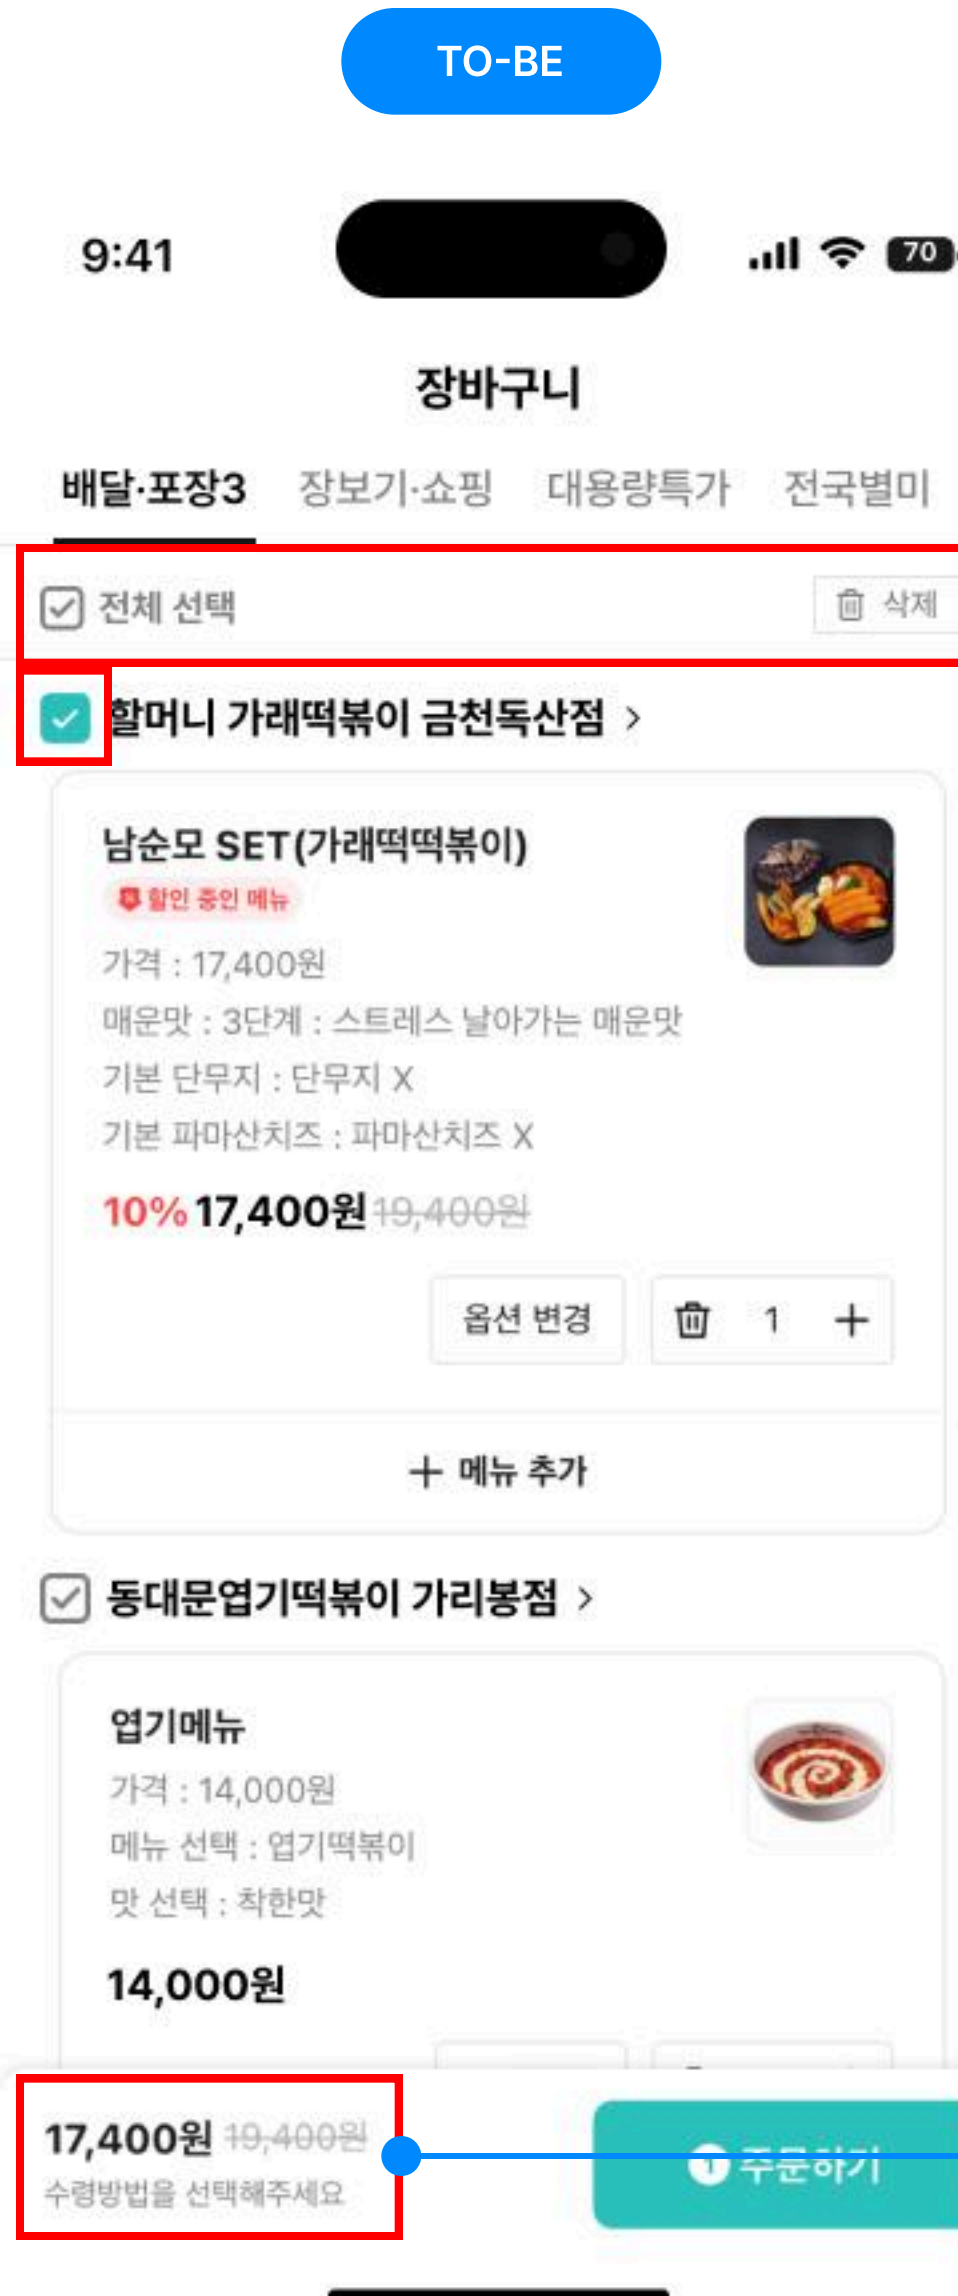 TO-BE
9:41
70
장바구니
배달·포장3 장보기·쇼핑 대용량특가 전국별미
전체 선택 삭제
할머니 가래떡볶이 금천독산점 >
남순모 SET(가래떡떡볶이)
할인 중인 메뉴
가격 : 17,400원
매운맛 : 3단계 : 스트레스 날아가는 매운맛
기본 단무지 : 단무지 X
기본 파마산치즈 : 파마산치즈 X
10% 17,400원 19,400원
옵션 변경 1 +
+ 메뉴 추가
동대문엽기떡볶이 가리봉점 >
엽기메뉴
가격 : 14,000원
메뉴 선택 : 엽기떡볶이
맛 선택 : 착한맛
14,000원
17,400원 19,400원
수령방법을 선택해주세요
1 주문하기